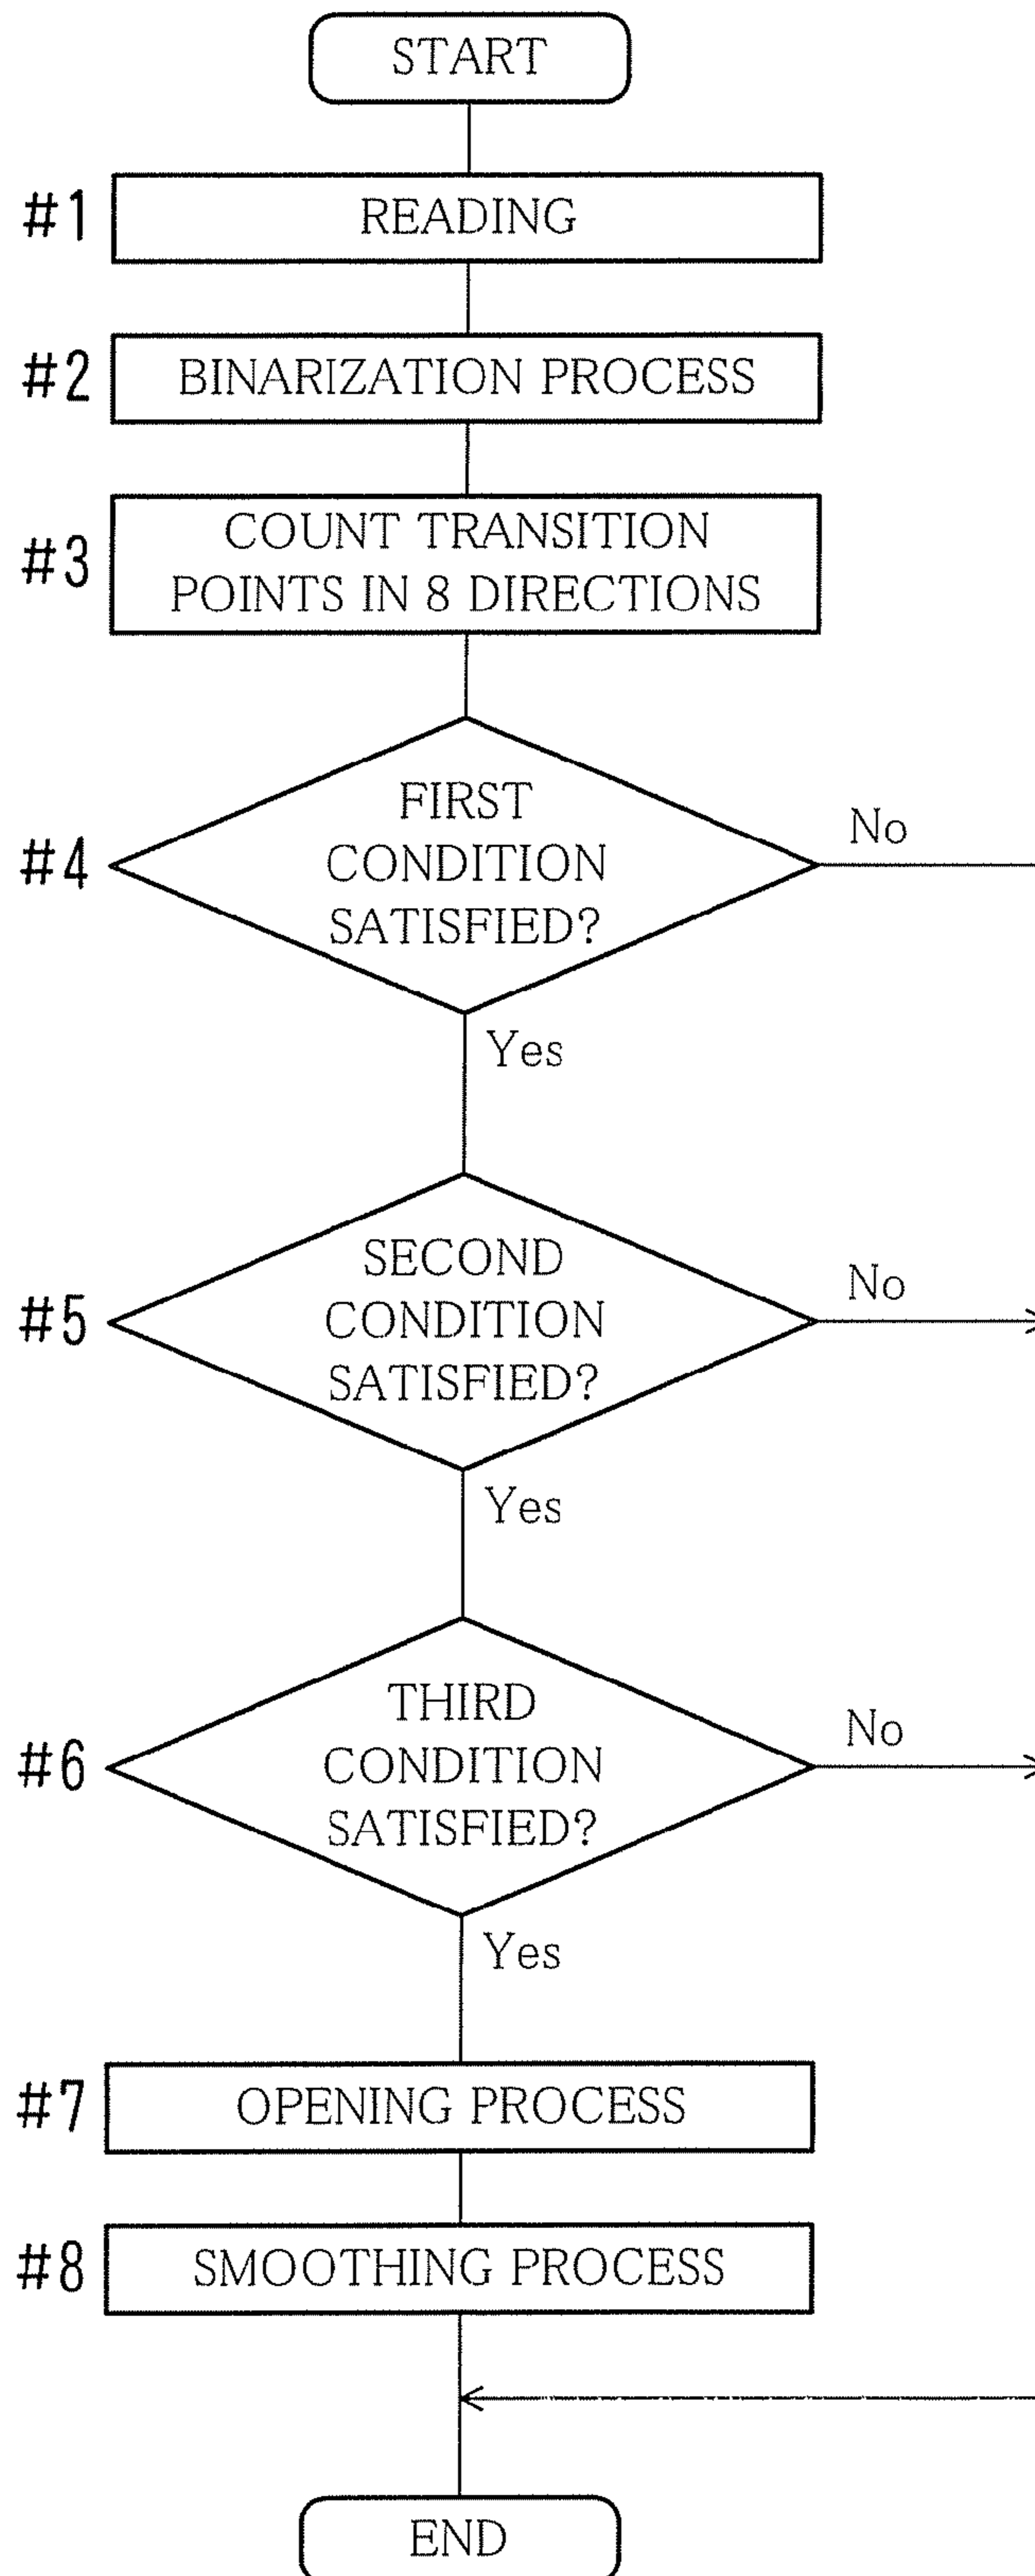 START
#1
READING
#2
BINARIZATION PROCESS
#3
COUNT TRANSITION
POINTS IN 8 DIRECTIONS
#4
FIRST
CONDITION
SATISFIED?
No
Yes
#5
SECOND
CONDITION
SATISFIED?
No
Yes
#6
THIRD
CONDITION
SATISFIED?
No
Yes
#7
OPENING PROCESS
#8
SMOOTHING PROCESS
END